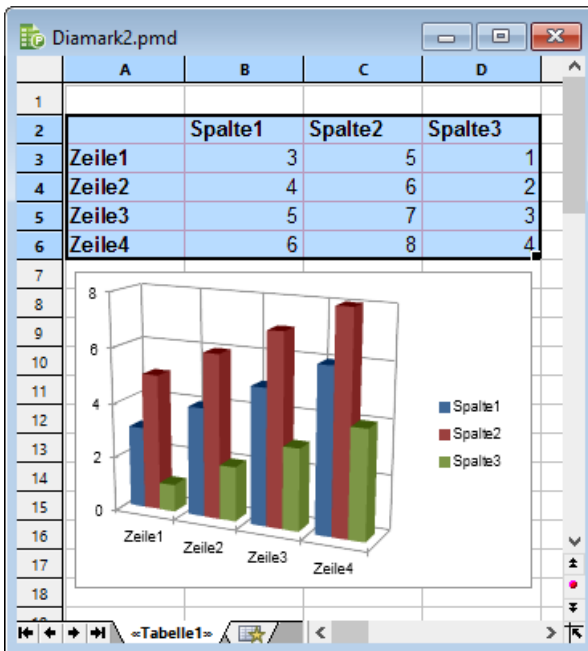 Diamark2.pmd
A B C D
1
2 Spalte1 Spalte2 Spalte3
3 Zeile1 3 5 1
4 Zeile2 4 6 2
5 Zeile3 5 7 3
6 Zeile4 6 8 4
7
8
9
10
11
12
13
14
15
16
17
18
8
6
4
2
0
Zeile1 Zeile2 Zeile3 Zeile4
Spalte1
Spalte2
Spalte3
«Tabelle1»